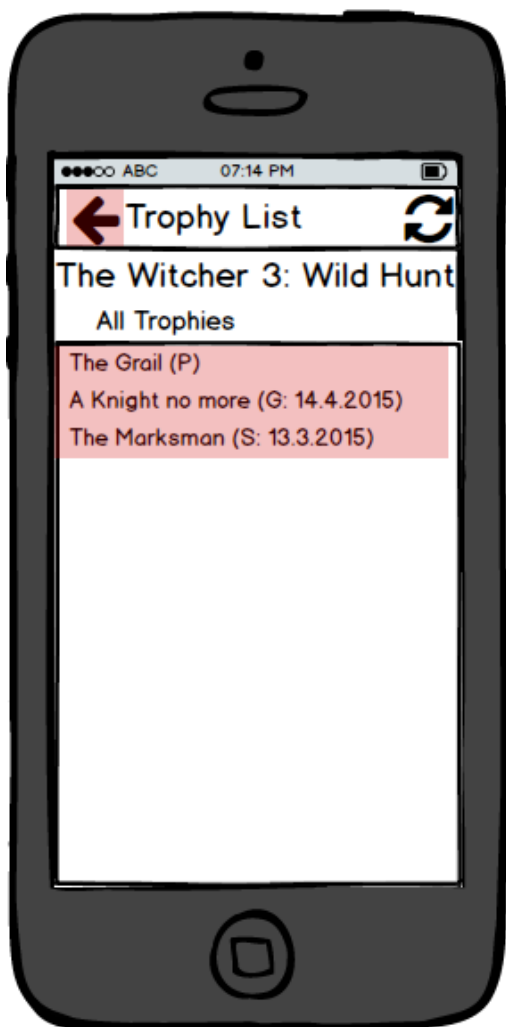 ABC 07:14 PM
Trophy List
The Witcher 3: Wild Hunt
All Trophies
The Grail (P)
A Knight no more (G: 14.4.2015)
The Marksman (S: 13.3.2015)